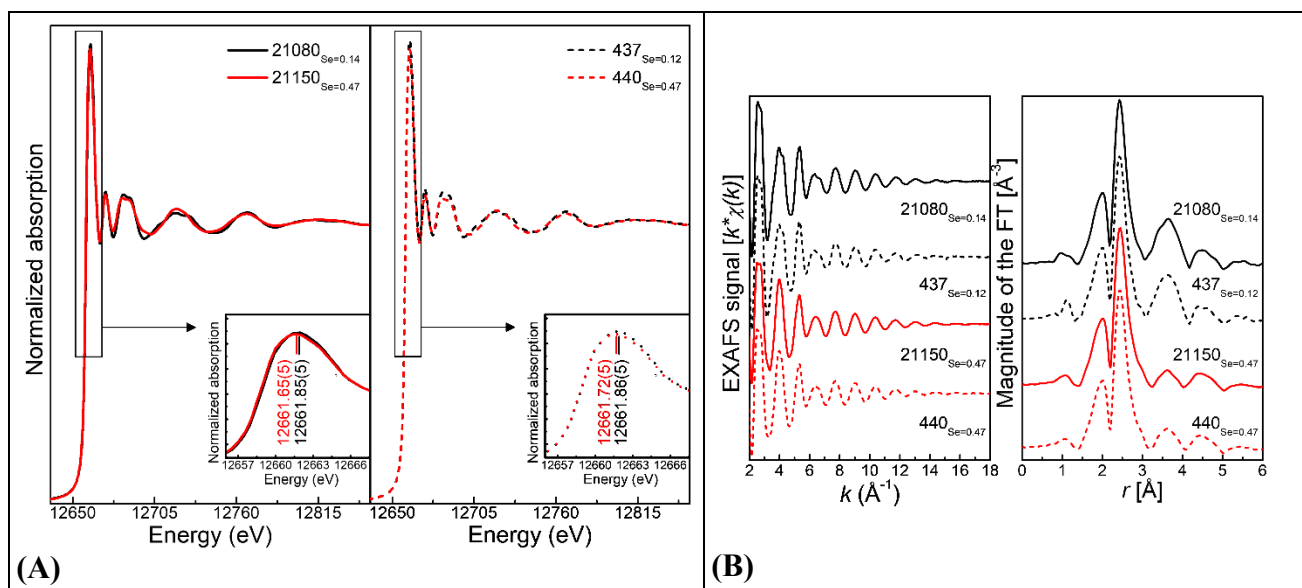 Normalized absorption
21080Se=0.14
21150Se=0.47
437Se=0.12
440Se=0.47
Normalized absorption
12661.65(5)
12661.85(5)
12657 12660 12663 12666
Energy (eV)
Normalized absorption
12661.72(5)
12661.86(5)
12657 12660 12663 12666
Energy (eV)
12650 12705 12760 12815
Energy (eV)
12650 12705 12760 12815
Energy (eV)
(A)
EXAFS signal [k*χ(k)]
21080Se=0.14
437Se=0.12
21150Se=0.47
440Se=0.47
2 4 6 8 10 12 14 16 18
k (Å-1)
Magnitude of the FT [Å-3]
21080Se=0.14
437Se=0.12
21150Se=0.47
440Se=0.47
0 1 2 3 4 5 6
r [Å]
(B)